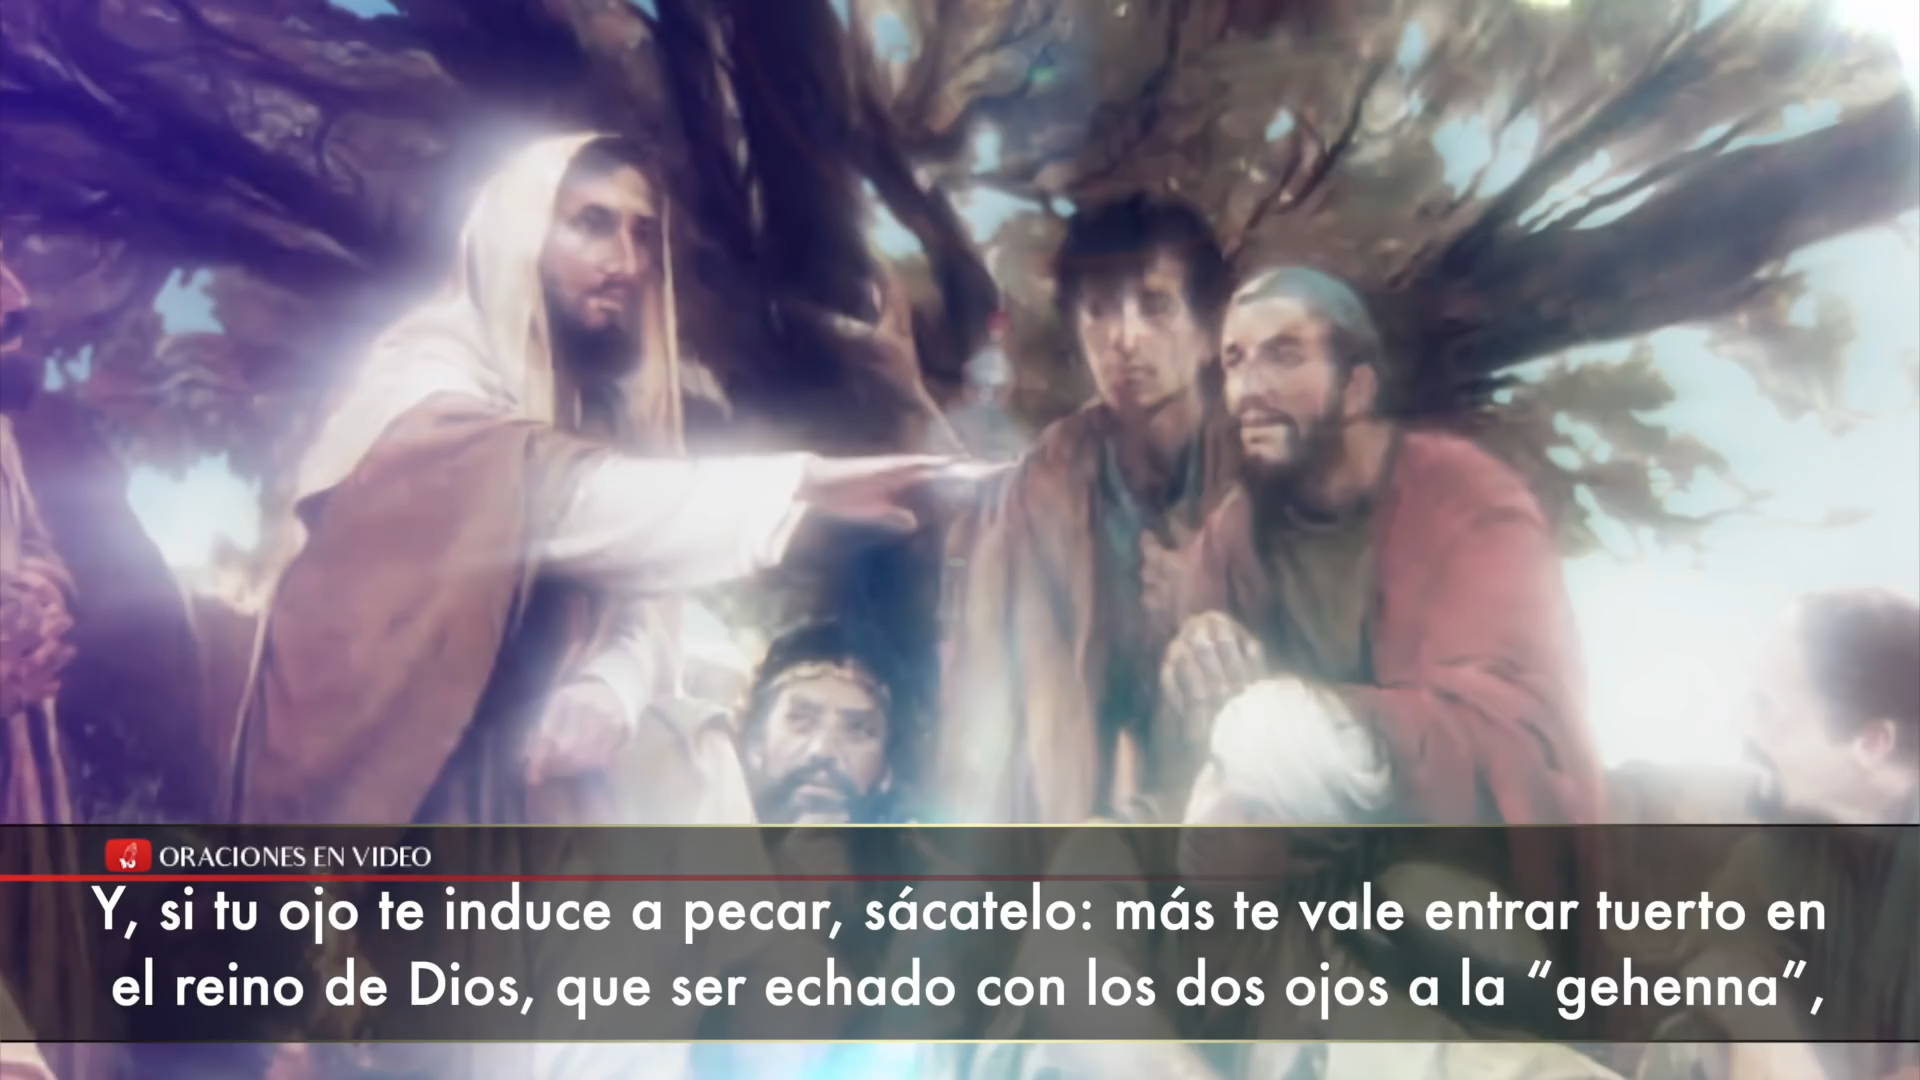 ORACIONES EN VIDEO
Y, si tu ojo te induce a pecar, sácatelo: más te vale entrar tuerto en
el reino de Dios, que ser echado con los dos ojos a la “gehenna”,